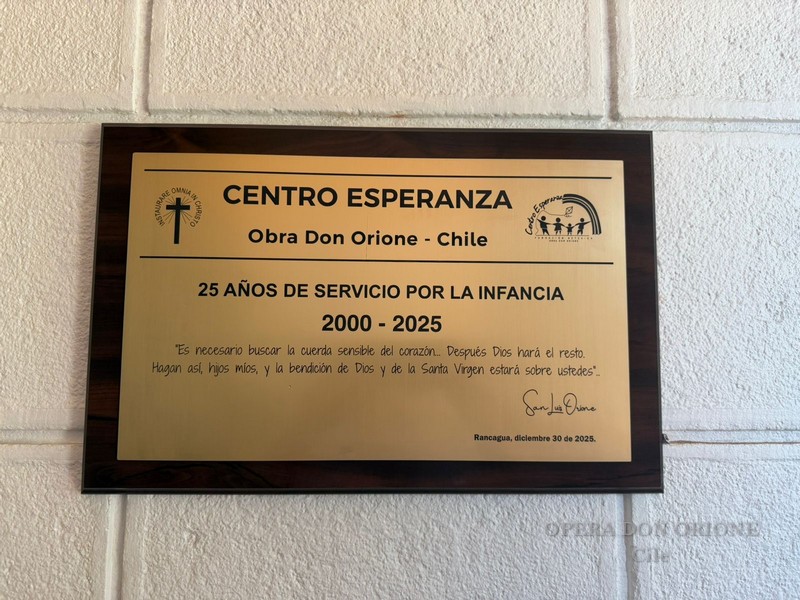 INSTAURARE OMNIA IN CHRISTO
CENTRO ESPERANZA
Obra Don Orione - Chile
Centro Esperanza
25 AÑOS DE SERVICIO POR LA INFANCIA
2000 - 2025
"Es necesario buscar la cuerda sensible del corazón... Después Dios hará el resto.
Hagan así, hijos míos, y la bendición de Dios y de la Santa Virgen estará sobre ustedes"..
San Luis Orione
Rancagua, diciembre 30 de 2025.
OPERA DON ORIONE
Cile